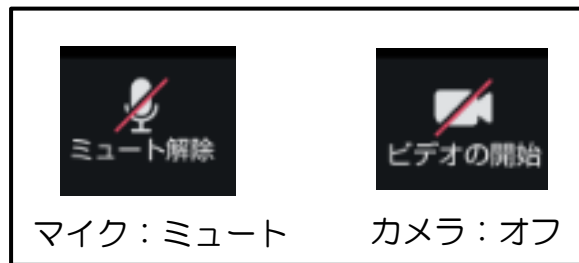 ミュート解除
ビデオの開始
マイク：ミュート
カメラ：オフ